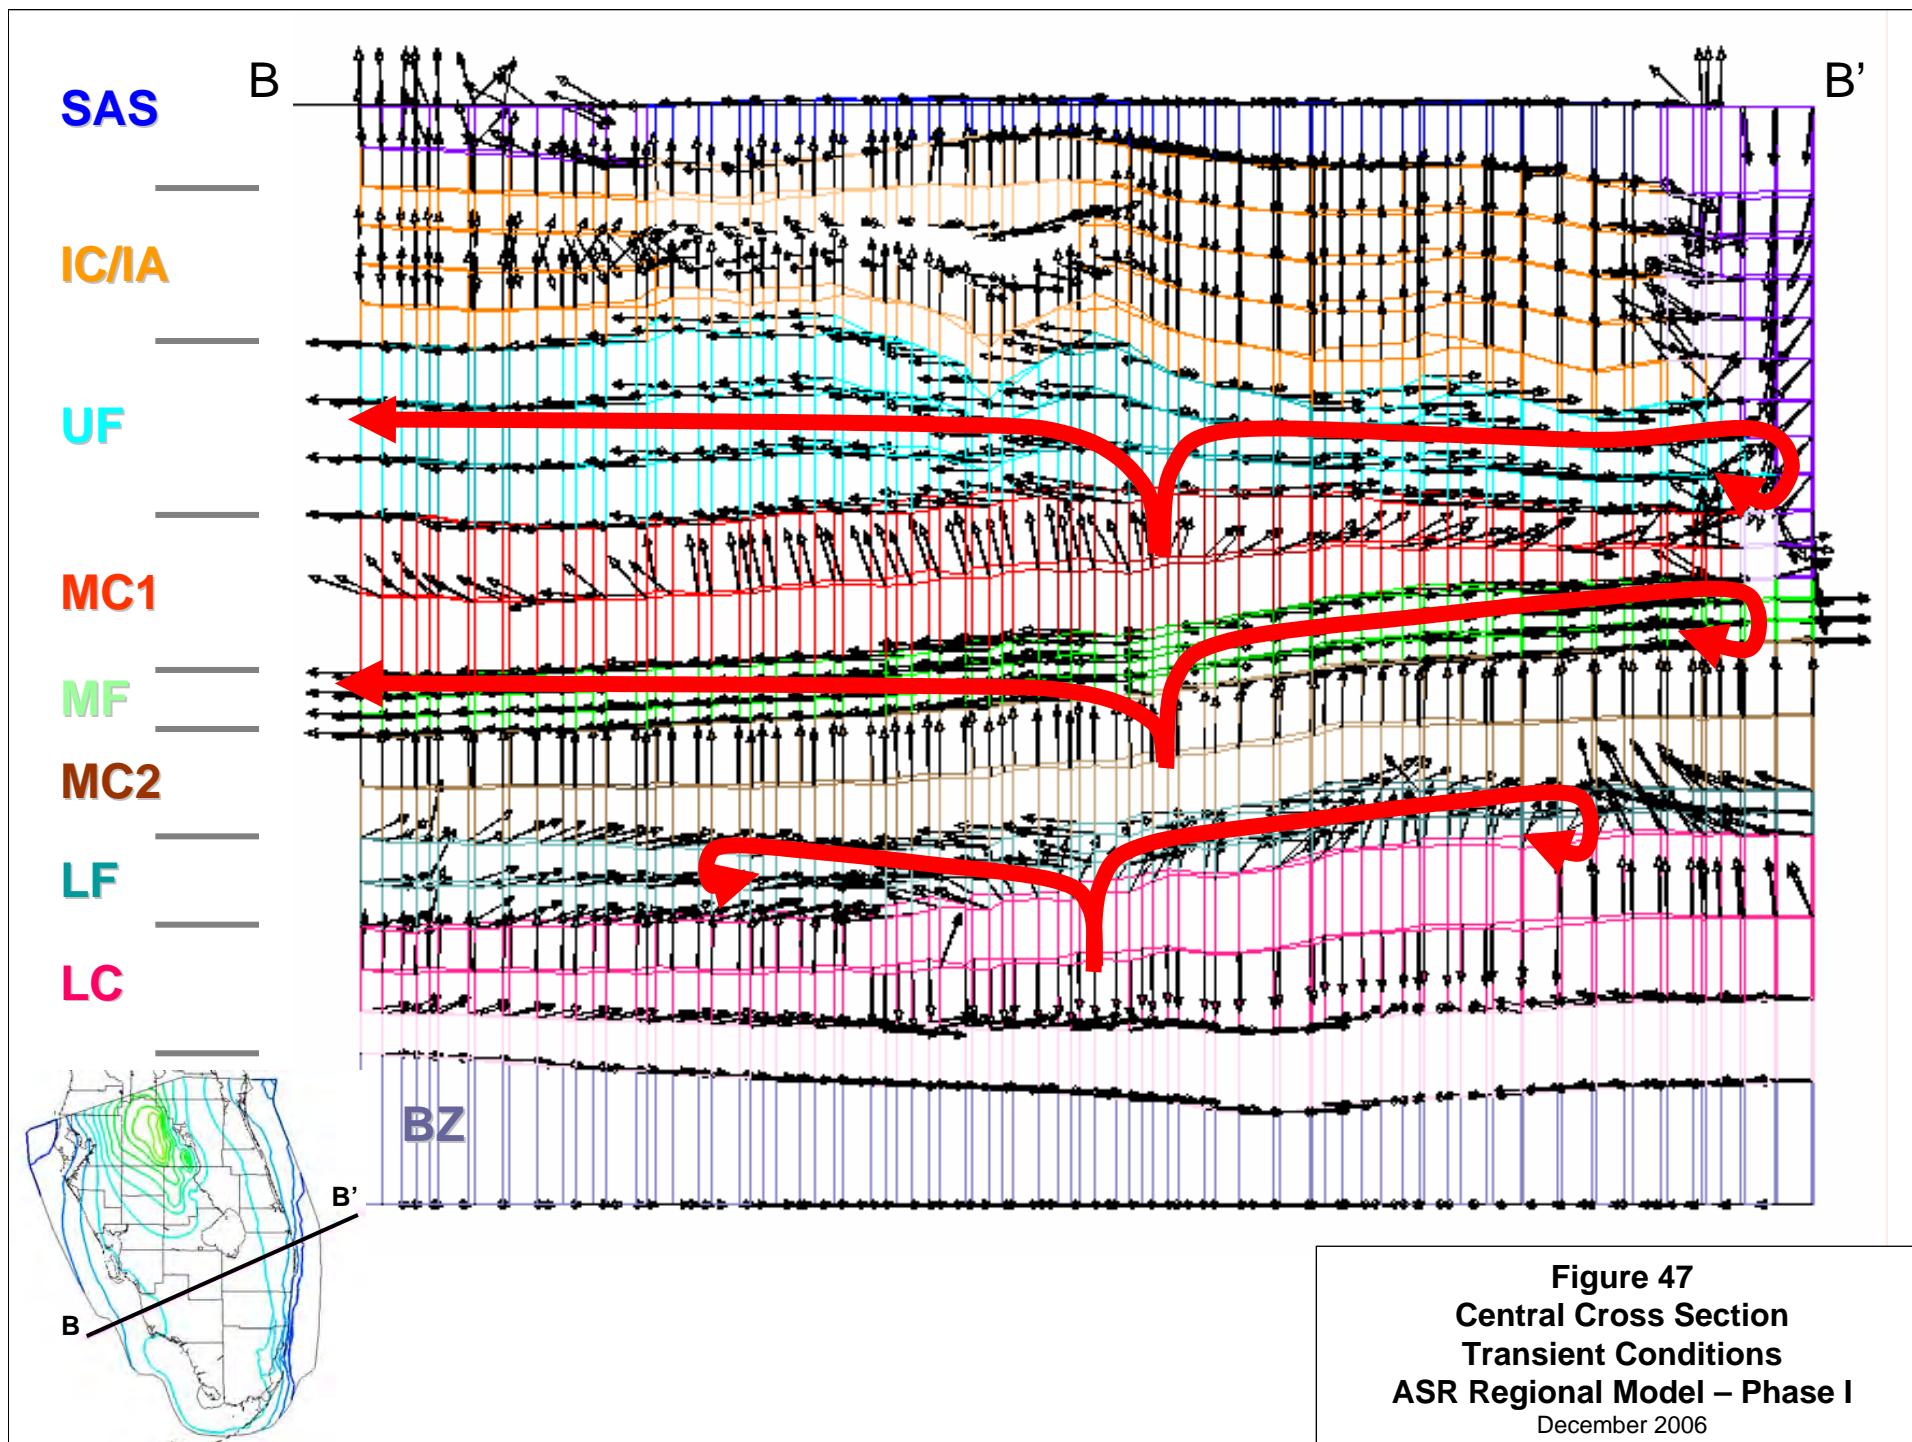 B
B’
SAS
IC/IA
UF
MC1
MF
MC2
LF
LC
BZ
B’
B
Figure 47
Central Cross Section
Transient Conditions
ASR Regional Model – Phase I
December 2006